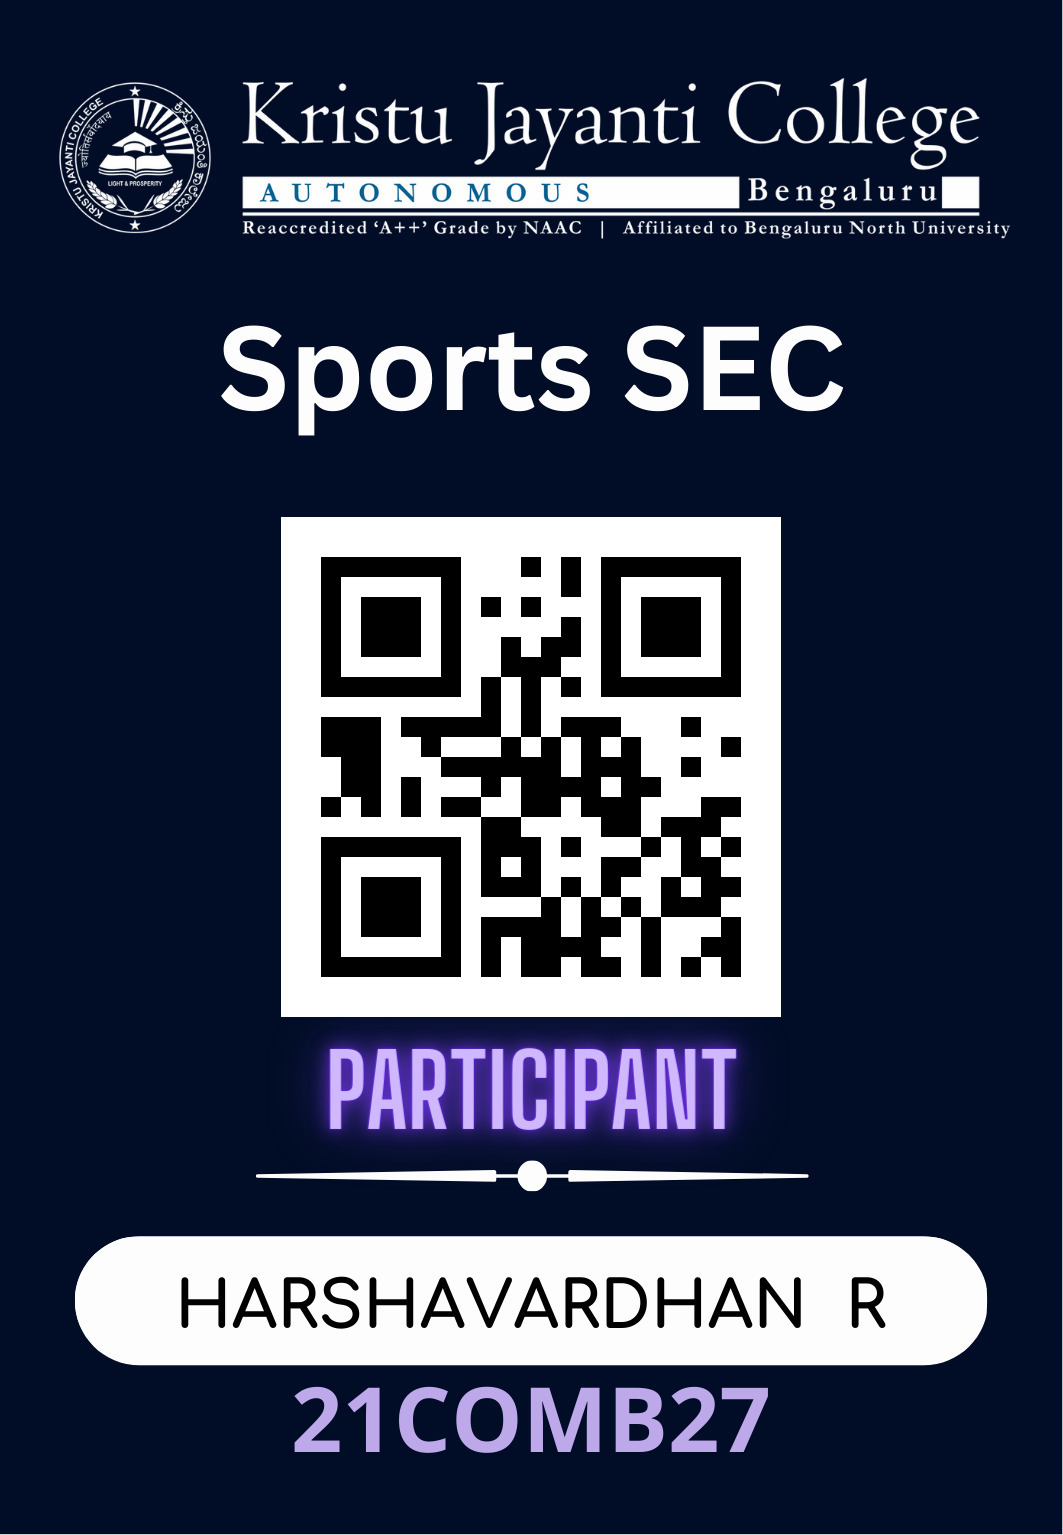 Kristu Jayanti College
AUTONOMOUS Bengaluru
Reaccredited ‘A++’ Grade by NAAC | Affiliated to Bengaluru North University
KRISTU JAYANTI COLLEGE
LIGHT & PROSPERITY
Sports SEC
PARTICIPANT
HARSHAVARDHAN R
21COMB27